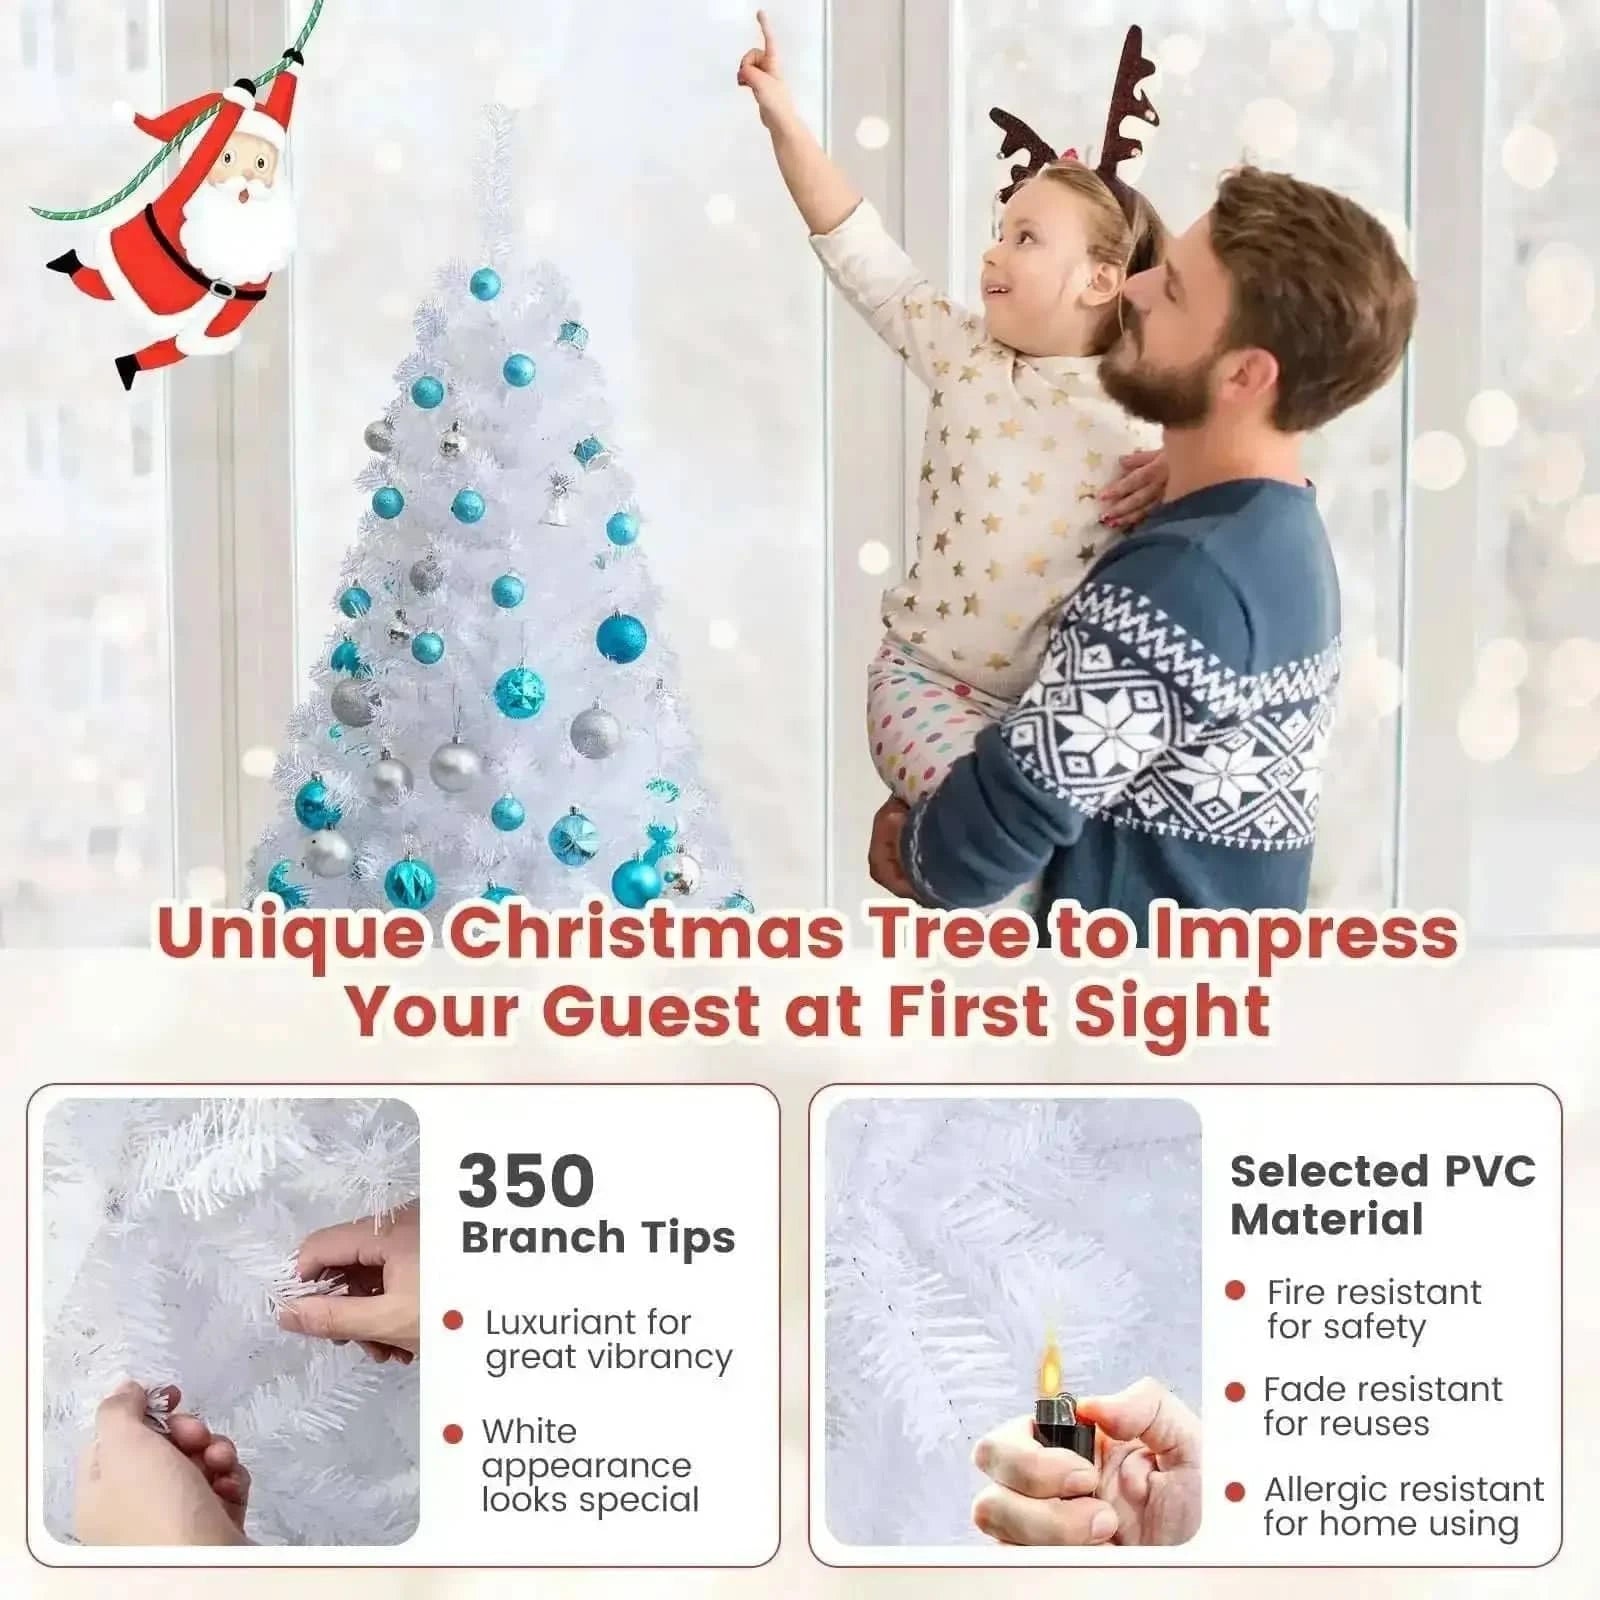 Unique Christmas Tree to Impress
Your Guest at First Sight
350
Branch Tips
Luxuriant for
great vibrancy
White
appearance
looks special
Selected PVC
Material
Fire resistant
for safety
Fade resistant
for reuses
Allergic resistant
for home using